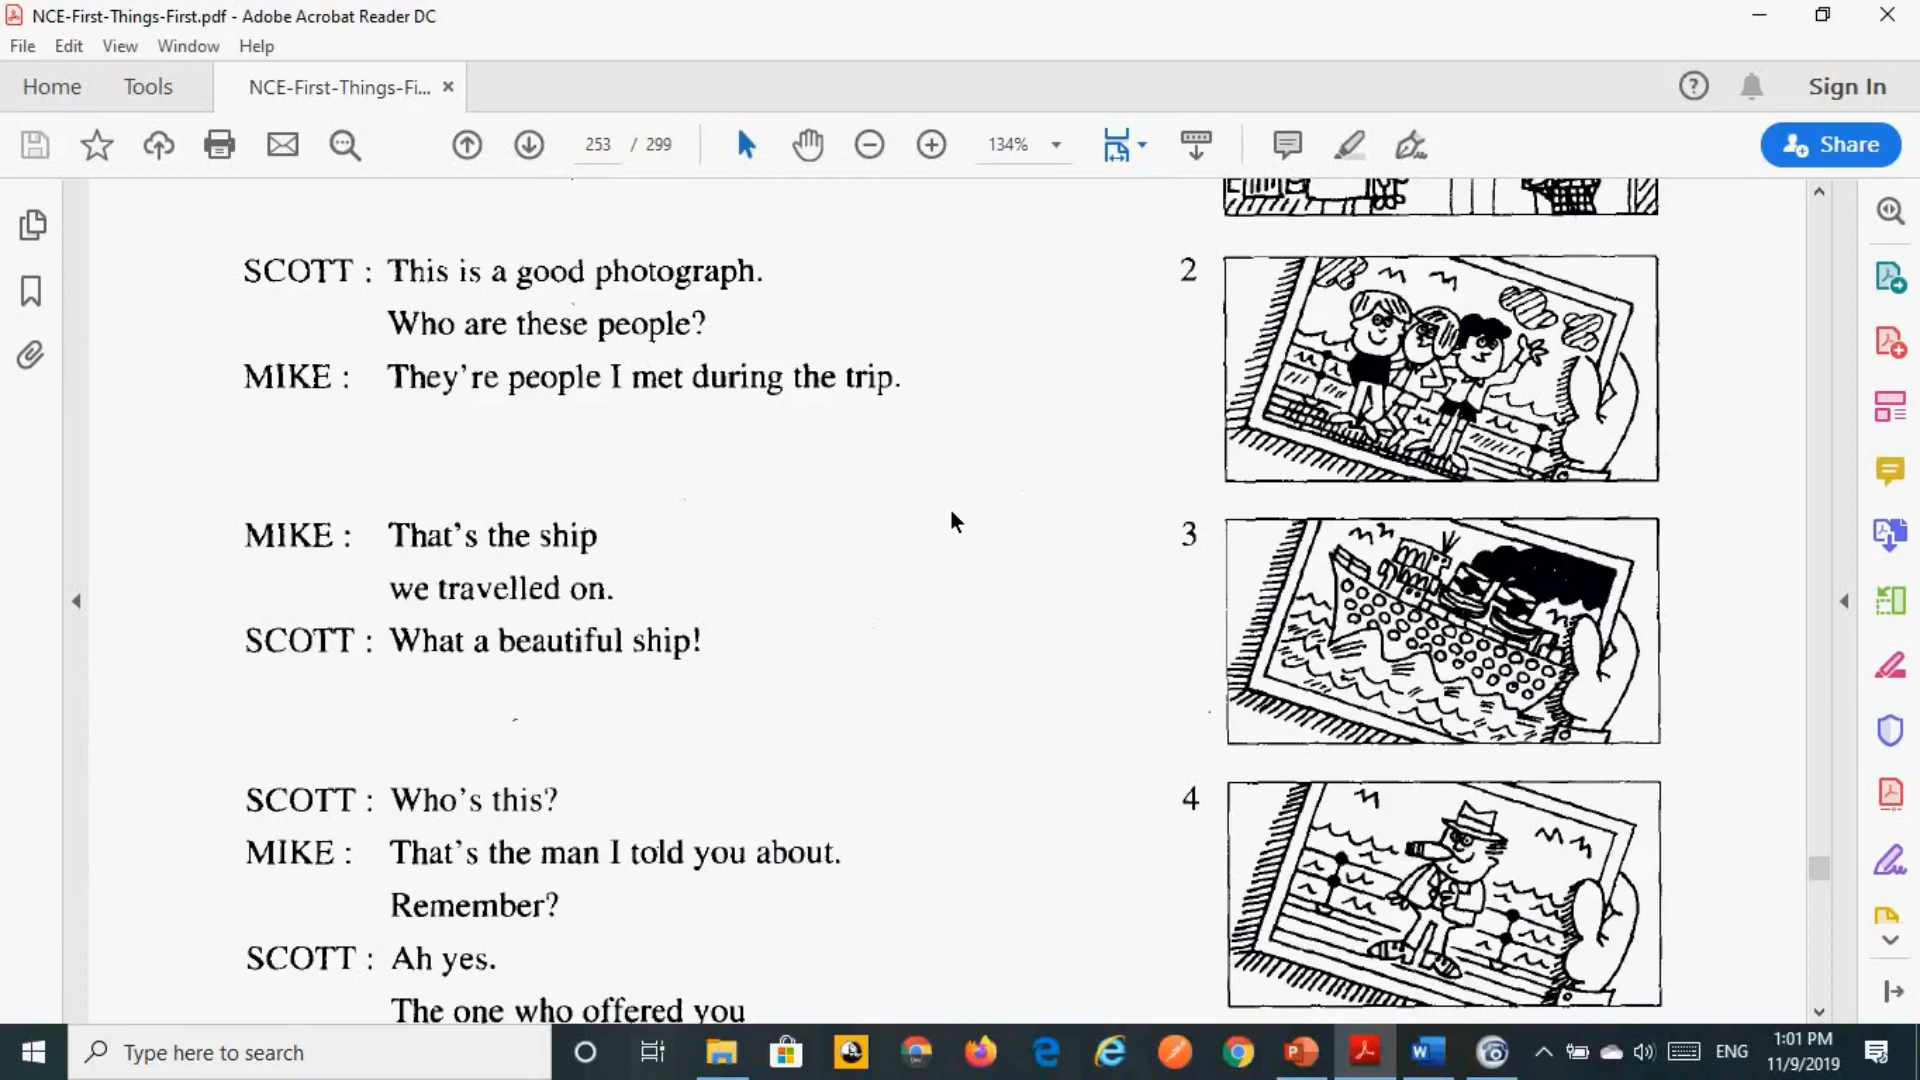 NCE-First-Things-First.pdf - Adobe Acrobat Reader DC
File Edit View Window Help
Home Tools NCE-First-Things-Fi... × Sign In
253 / 299 134% Share
SCOTT : This is a good photograph.
Who are these people?
MIKE : They're people I met during the trip.
2
MIKE : That's the ship
we travelled on.
SCOTT : What a beautiful ship!
3
SCOTT : Who's this?
MIKE : That's the man I told you about.
Remember?
SCOTT : Ah yes.
The one who offered you
4
Type here to search
ENG
1:01 PM
11/9/2019